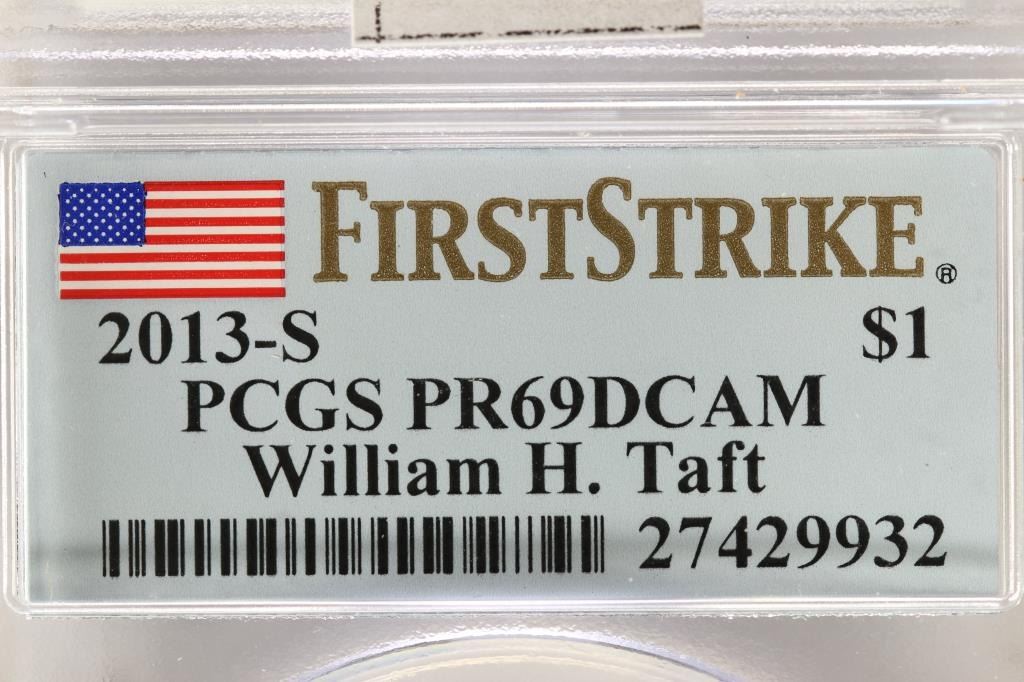 FIRSTSTRIKE®
2013-S $1
PCGS PR69DCAM
William H. Taft
27429932